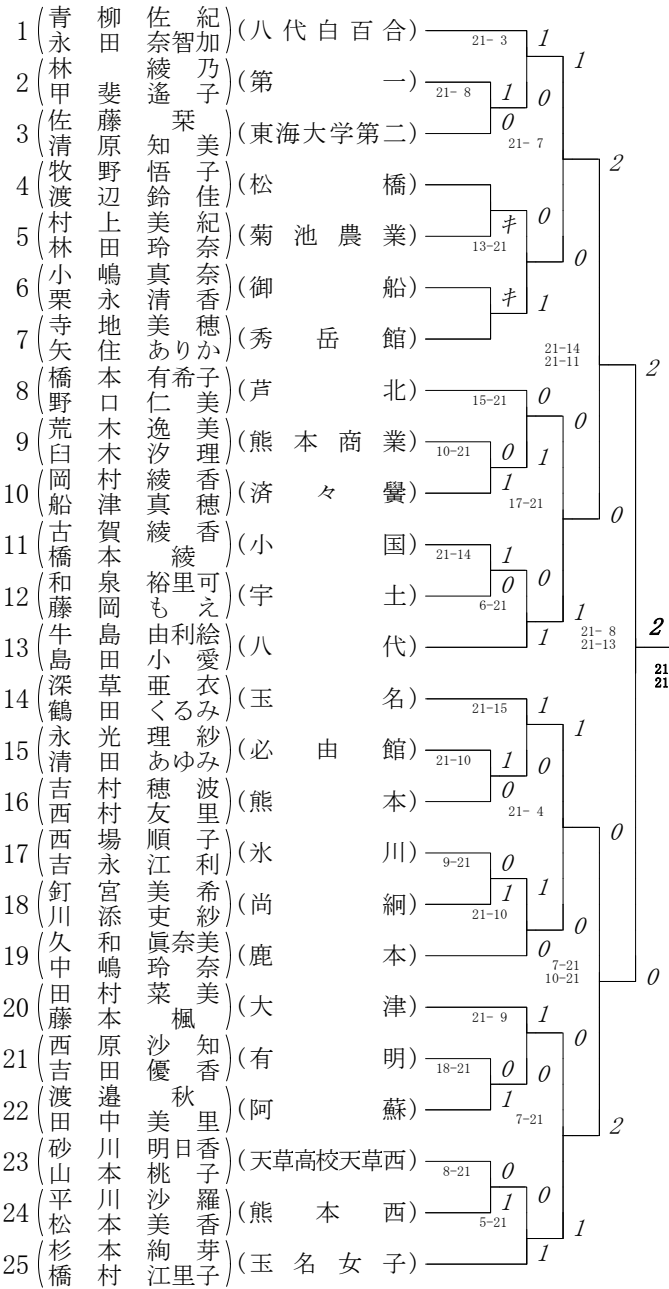 1 (青柳佐紀 永田奈智加) (八代白百合)
2 (林綾乃 甲斐遙子) (第一)
3 (佐藤栞 清原知美) (東海大学第二)
4 (牧野悟子 渡辺鈴佳) (松橋)
5 (村上美紀 林田玲奈) (菊池農業)
6 (小嶋真奈 栗永清香) (御船)
7 (寺地美穂 矢住ありか) (秀岳館)
8 (橋本有希子 野口仁美) (芦北)
9 (荒木逸美 臼木汐理) (熊本商業)
10 (岡村綾香 船津真穂) (済々黌)
11 (古賀綾香 橋本綾) (小国)
12 (和泉裕里可 藤岡もえ) (宇土)
13 (牛島由利絵 島田小愛) (八代)
14 (深草亜衣 鶴田くるみ) (玉名)
15 (永光理紗 清田あゆみ) (必由館)
16 (吉村穂波 西村友里) (熊本)
17 (西場順子 吉永江利) (氷川)
18 (釘宮美希 川添吏紗) (尚絅)
19 (久和眞奈美 中嶋玲奈) (鹿本)
20 (田村菜美 藤本楓) (大津)
21 (西原沙知 吉田優香) (有明)
22 (渡邉秋 田中美里) (阿蘇)
23 (砂川明日香 山本桃子) (天草高校天草西)
24 (平川沙羅 松本美香) (熊本西)
25 (杉本絢芽 橋村江里子) (玉名女子)
21- 3 1
1
21- 8 1 0
0
21- 7
2
キ 0
13-21
0
キ 1
21-14
21-11
2
15-21 0
0
10-21 0 1
1
17-21
0
21-14 1
0 0
6-21
1
1
21- 8
21-13
2
21
21
21-15 1
1
21-10 1 0
0
21- 4
0
9-21 0
1 1
21-10
0
0
7-21
10-21
0
21- 9 1
0
18-21 0 0
1
7-21
2
8-21 0
1 0
5-21
1
1